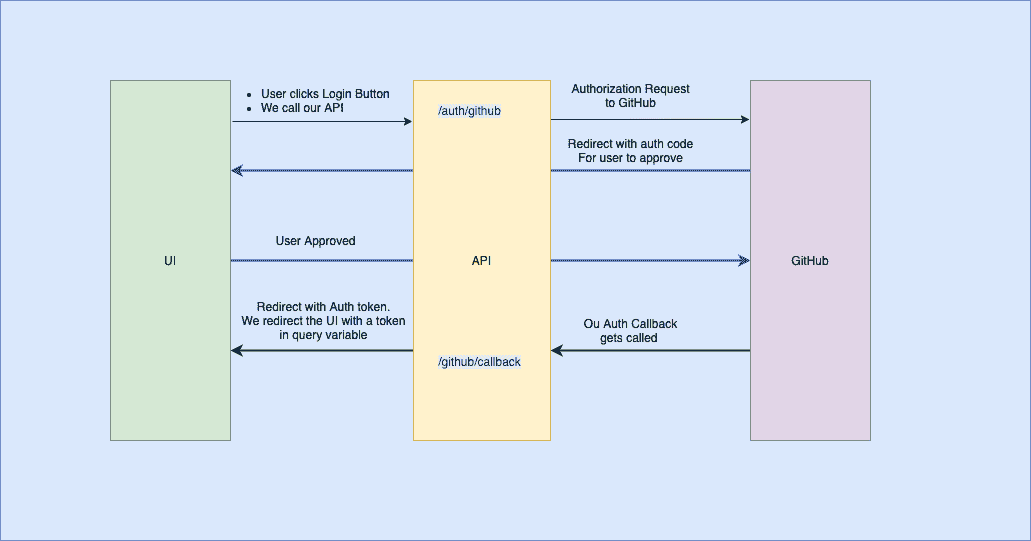 User clicks Login Button
We call our API
/auth/github
Authorization Request
to GitHub
Redirect with auth code
For user to approve
User Approved
UI
API
GitHub
Redirect with Auth token.
We redirect the UI with a token
in query variable
Ou Auth Callback
gets called
/github/callback